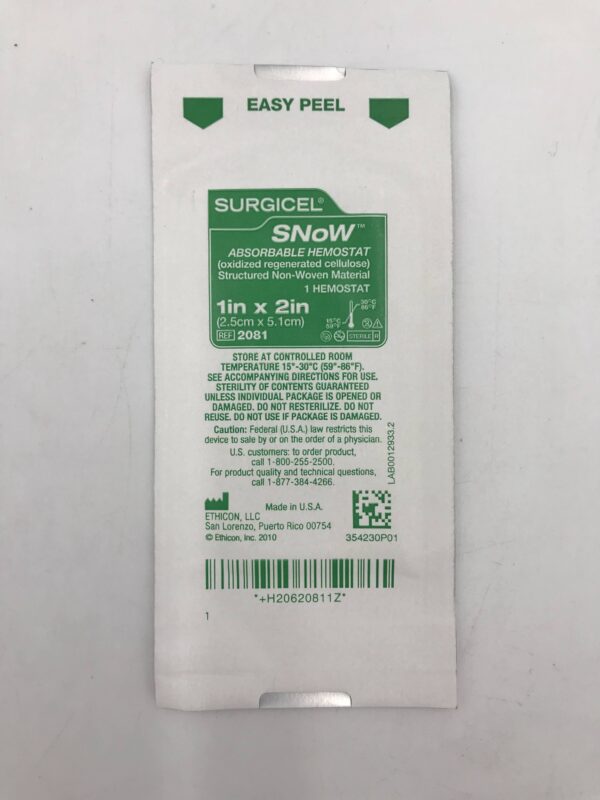 EASY PEEL
SURGICEL®
SNoW™
ABSORBABLE HEMOSTAT
(oxidized regenerated cellulose)
Structured Non-Woven Material
1 HEMOSTAT
1in x 2in
(2.5cm x 5.1cm)
REF 2081
30°C
86°F
15°C
59°F
STERILE R
STORE AT CONTROLLED ROOM
TEMPERATURE 15°-30°C (59°-86°F).
SEE ACCOMPANYING DIRECTIONS FOR USE.
STERILITY OF CONTENTS GUARANTEED
UNLESS INDIVIDUAL PACKAGE IS OPENED OR
DAMAGED. DO NOT RESTERILIZE. DO NOT
REUSE. DO NOT USE IF PACKAGE IS DAMAGED.
Caution: Federal (U.S.A.) law restricts this
device to sale by or on the order of a physician.
U.S. customers: to order product,
call 1-800-255-2500.
For product quality and technical questions,
call 1-877-384-4266.
LAB0012933.2
Made in U.S.A.
ETHICON, LLC
San Lorenzo, Puerto Rico 00754
© Ethicon, Inc. 2010
354230P01
*+H20620811Z*
1